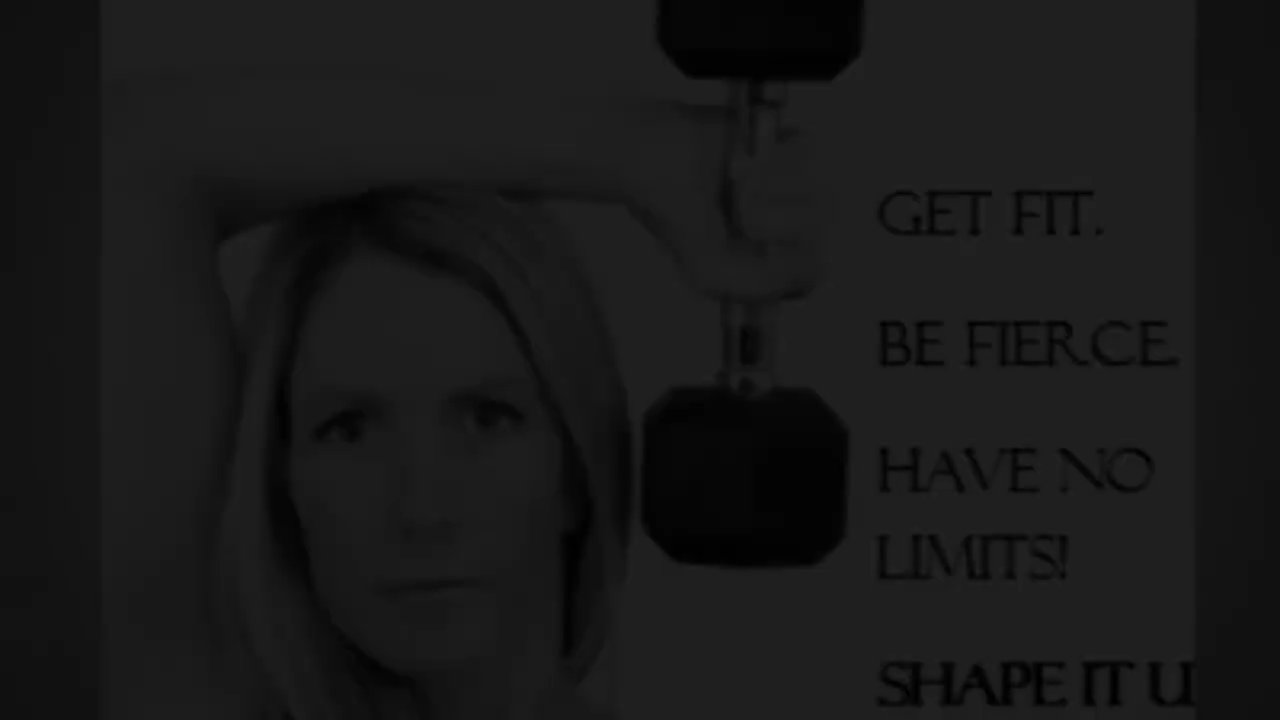 GET FIT.
BE FIERCE.
HAVE NO
LIMITS!
SHAPE IT U